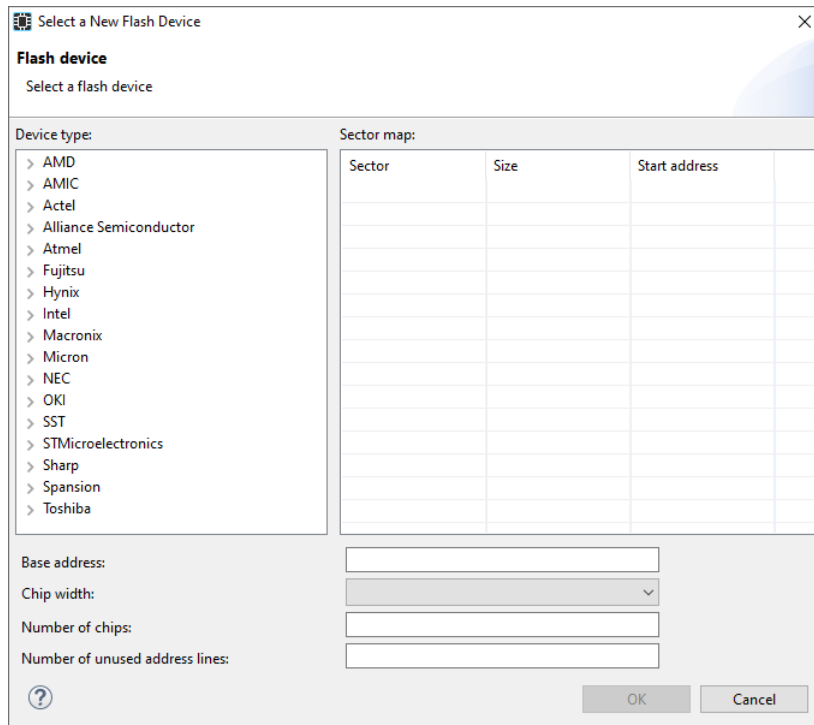 Select a New Flash Device
Flash device
Select a flash device
Device type:
Sector map:
AMD
AMIC
Actel
Alliance Semiconductor
Atmel
Fujitsu
Hynix
Intel
Macronix
Micron
NEC
OKI
SST
STMicroelectronics
Sharp
Spansion
Toshiba
Sector Size Start address
Base address:
Chip width:
Number of chips:
Number of unused address lines:
? OK Cancel